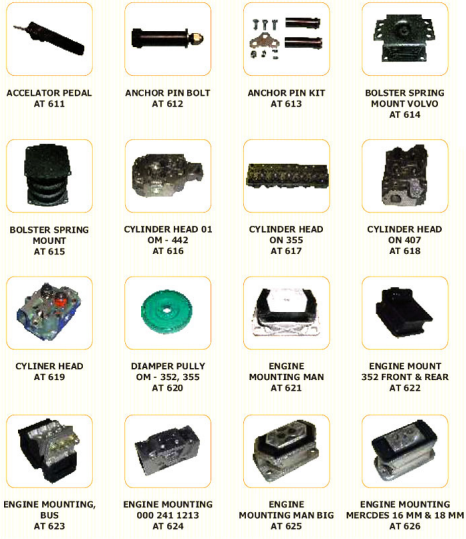 ACCELATOR PEDAL
AT 611
ANCHOR PIN BOLT
AT 612
ANCHOR PIN KIT
AT 613
BOLSTER SPRING
MOUNT VOLVO
AT 614
BOLSTER SPRING
MOUNT
AT 615
CYLINDER HEAD 01
OM - 442
AT 616
CYLINDER HEAD
ON 355
AT 617
CYLINDER HEAD
ON 407
AT 618
CYLINER HEAD
AT 619
DIAMPER PULLY
OM - 352, 355
AT 620
ENGINE
MOUNTING MAN
AT 621
ENGINE MOUNT
352 FRONT & REAR
AT 622
ENGINE MOUNTING,
BUS
AT 623
ENGINE MOUNTING
000 241 1213
AT 624
ENGINE
MOUNTING MAN BIG
AT 625
ENGINE MOUNTING
MERCDES 16 MM & 18 MM
AT 626